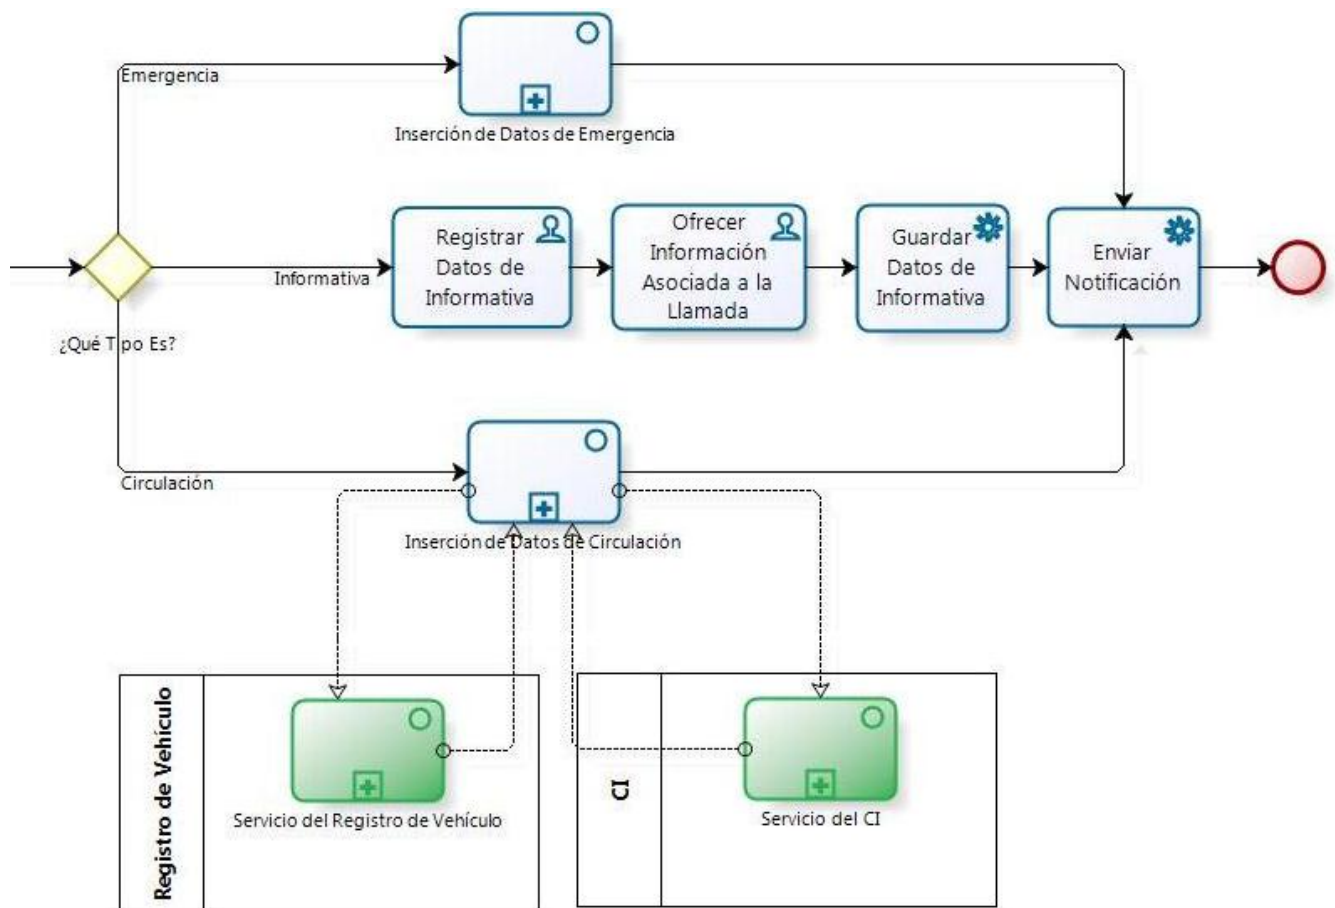 Emergencia
Inserción de Datos de Emergencia
Registrar
Datos de
Informativa
Ofrecer
Información
Asociada a la
Llamada
Guardar
Datos de
Informativa
Enviar
Notificación
Informativa
¿Qué Tipo Es?
Circulación
Inserción de Datos de Circulación
Registro de Vehículo
Servicio del Registro de Vehículo
CI
Servicio del CI